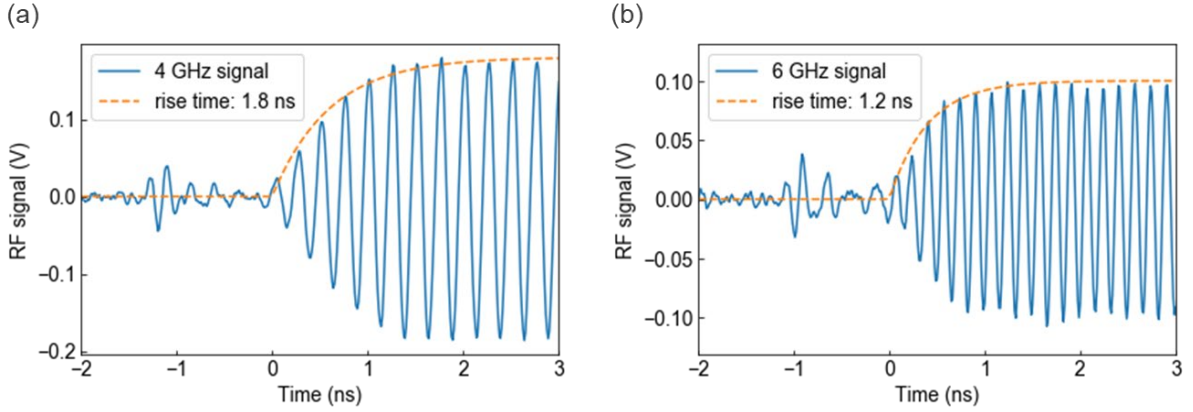 (a)
4 GHz signal
rise time: 1.8 ns
RF signal (V)
0.1
0.0
−0.1
−0.2
−2 −1 0 1 2 3
Time (ns)
(b)
6 GHz signal
rise time: 1.2 ns
RF signal (V)
0.10
0.05
0.00
−0.05
−0.10
−2 −1 0 1 2 3
Time (ns)